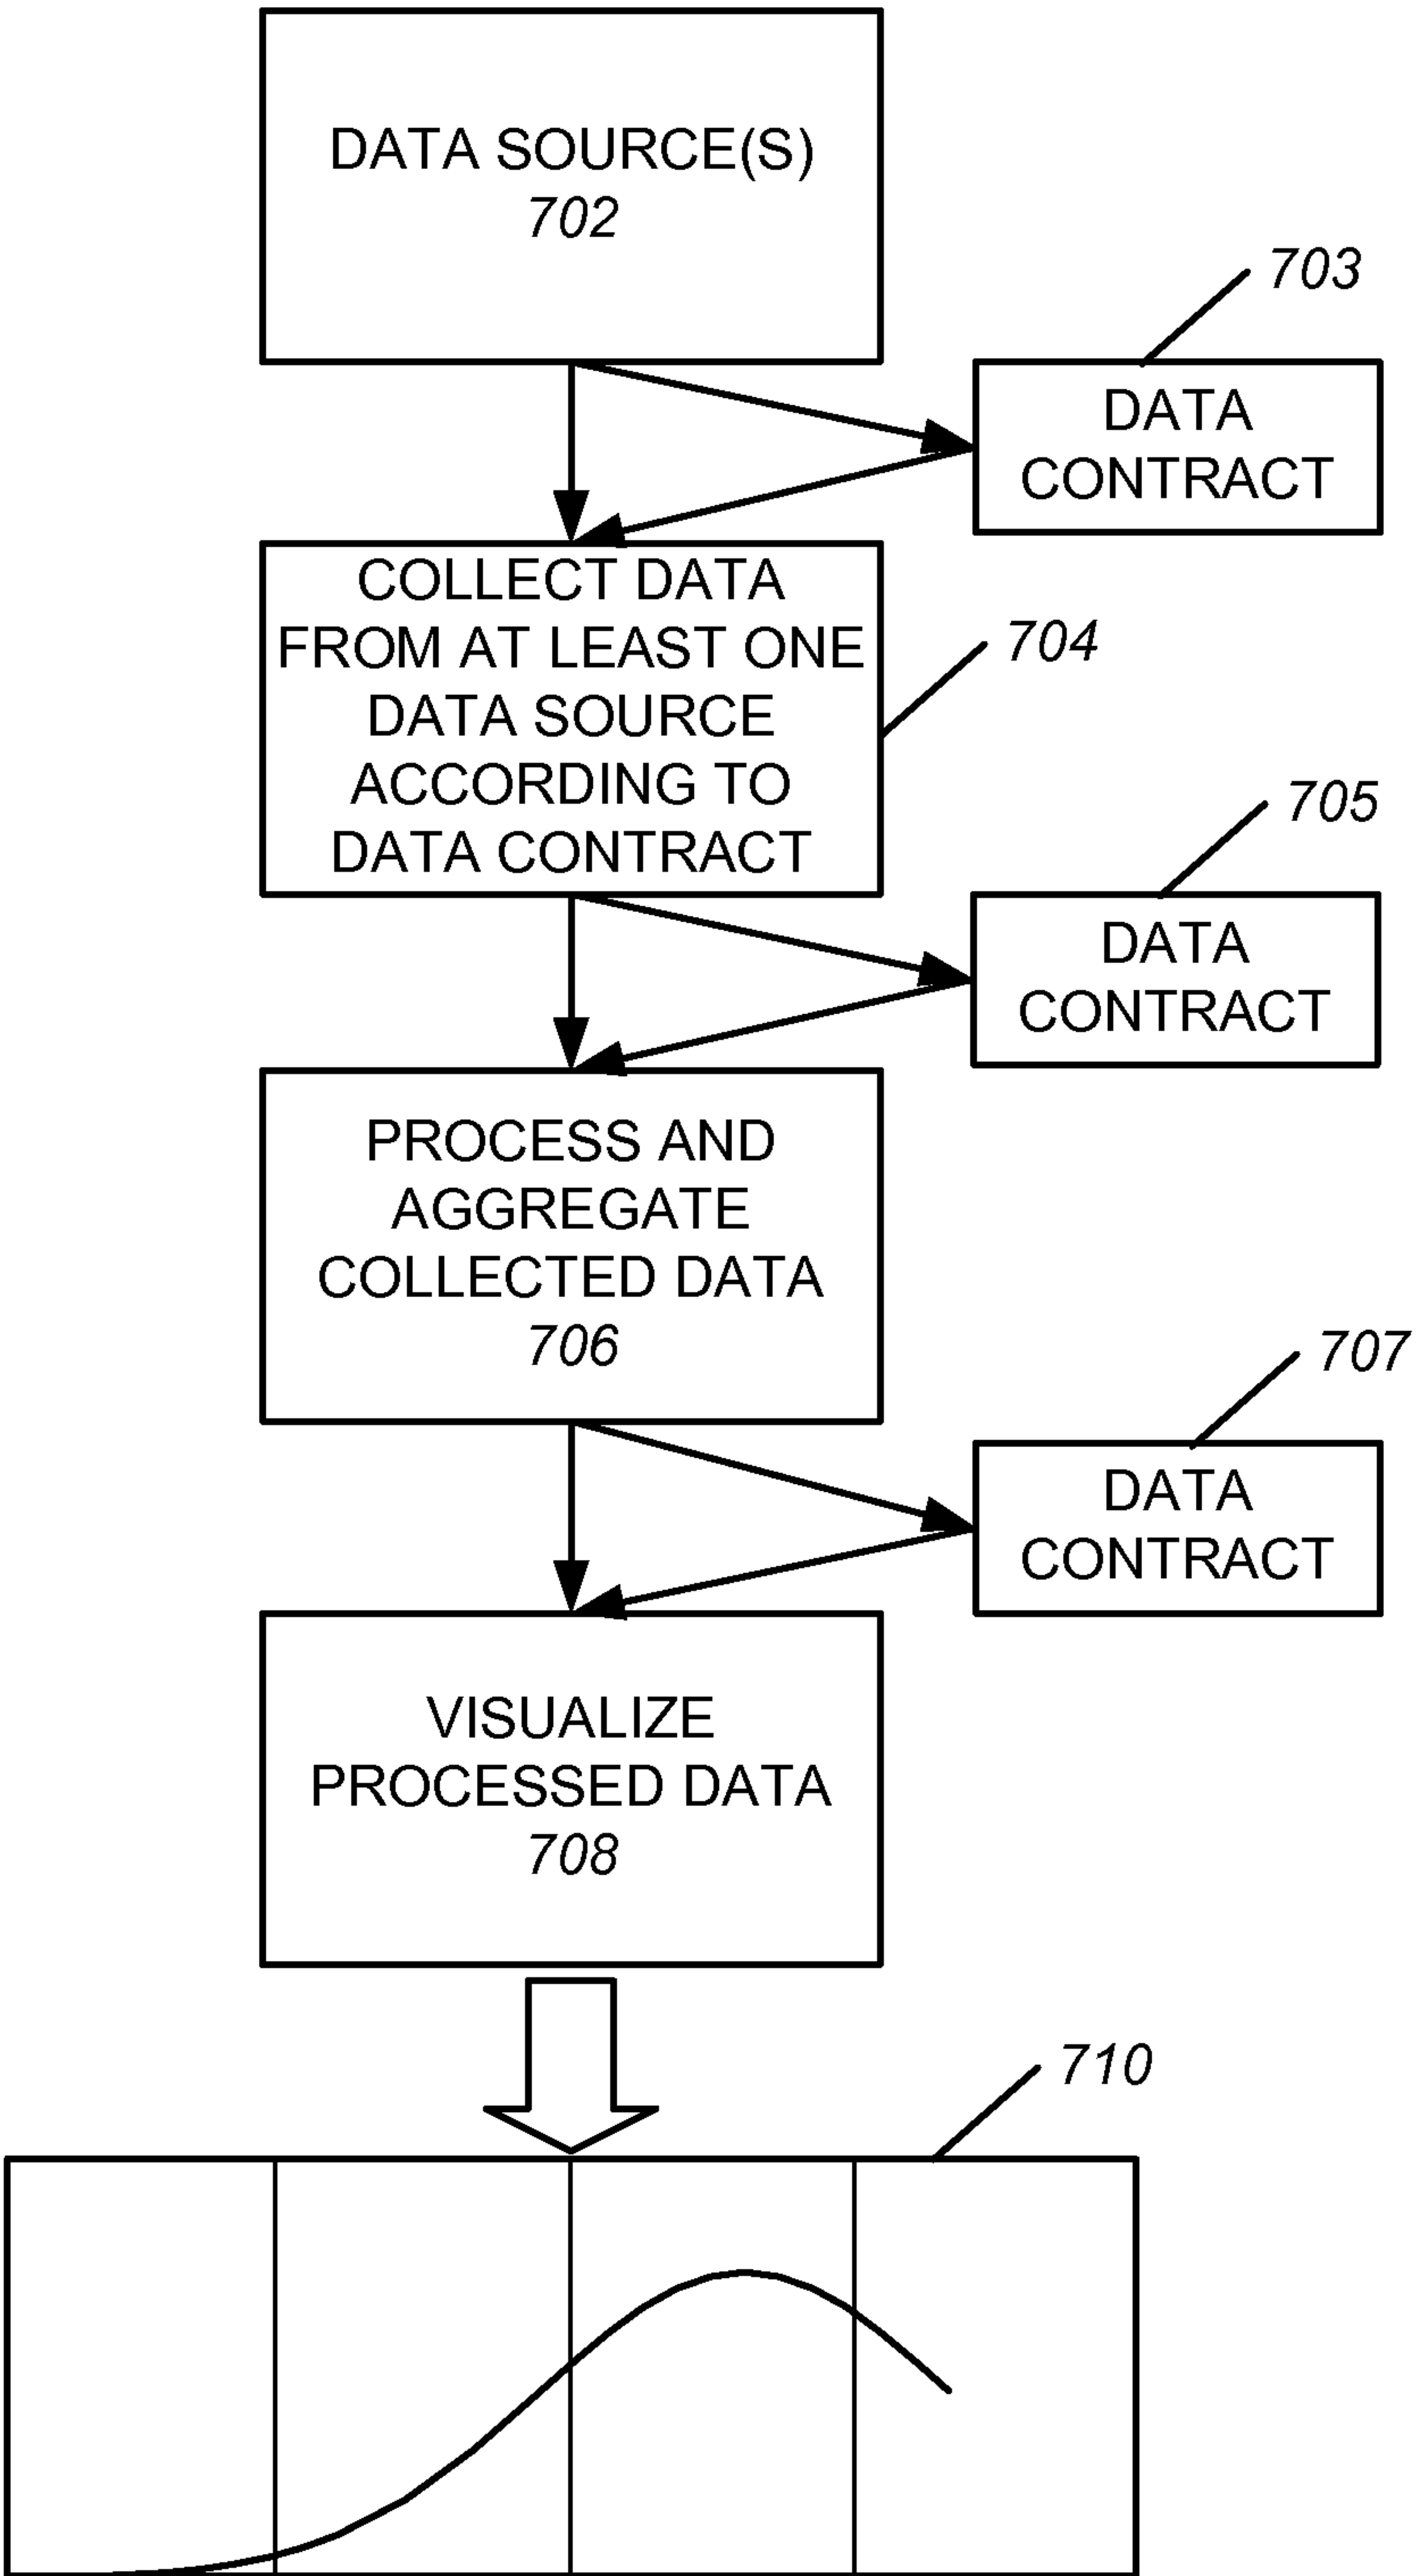 DATA SOURCE(S)
702
703
DATA
CONTRACT
COLLECT DATA
FROM AT LEAST ONE
DATA SOURCE
ACCORDING TO
DATA CONTRACT
704
705
DATA
CONTRACT
PROCESS AND
AGGREGATE
COLLECTED DATA
706
707
DATA
CONTRACT
VISUALIZE
PROCESSED DATA
708
710